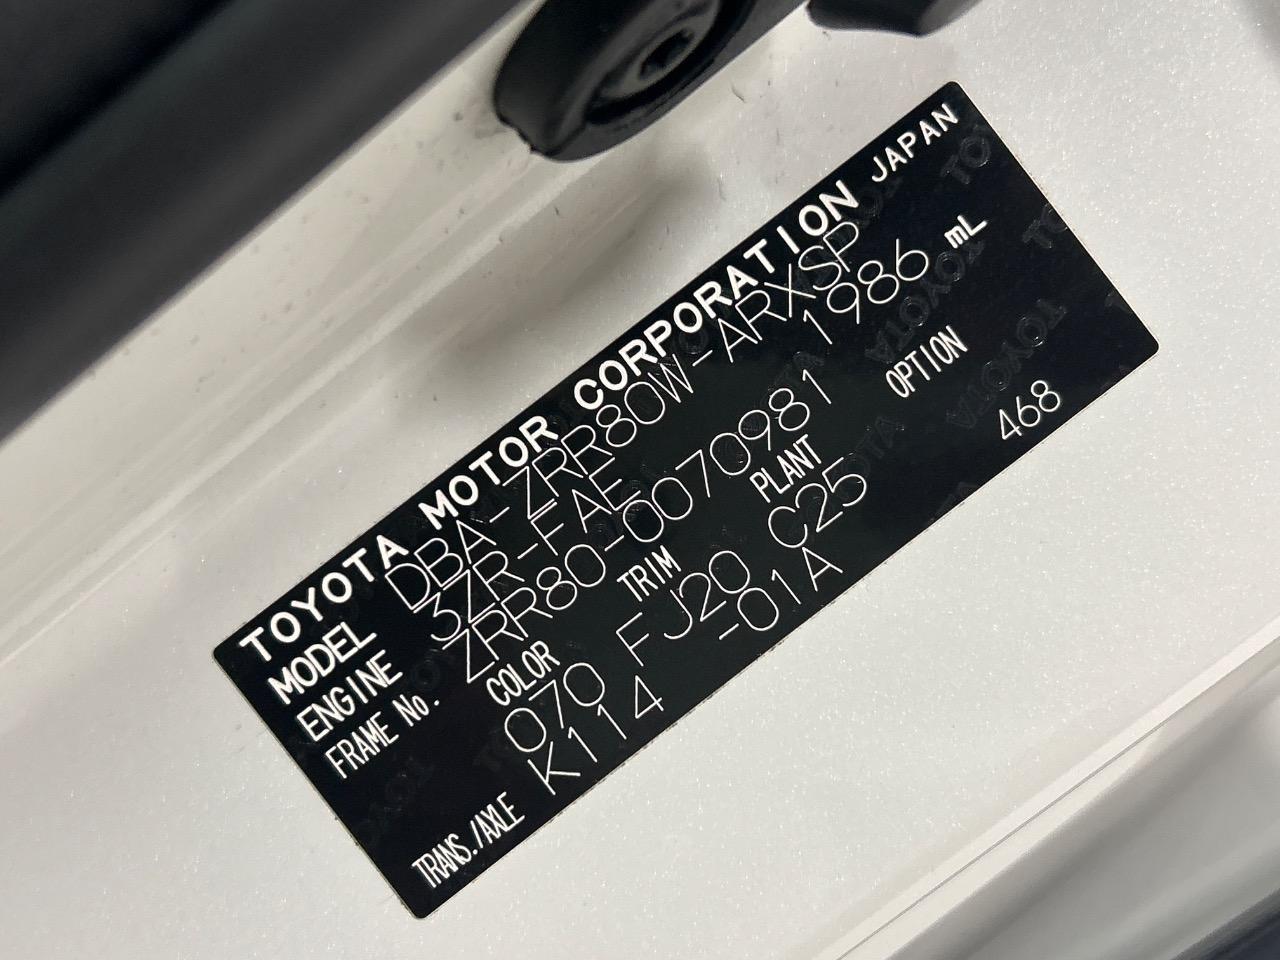 TOYOTA MOTOR CORPORATION JAPAN
MODEL DBA-ZRR80W-ARXSP
ENGINE 3ZR-FAE 1986 mL
FRAME No. ZRR80-0070981
COLOR TRIM PLANT OPTION
070 FJ20 C25 468
TRANS./AXLE K114 -01A